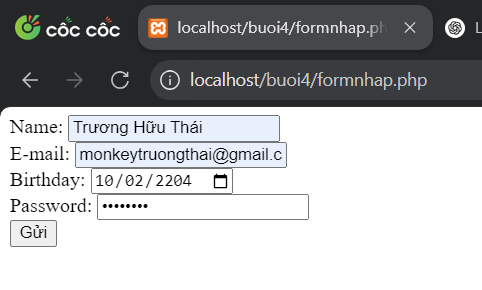 cốc cốc
localhost/buoi4/formnhap.ph
L
localhost/buoi4/formnhap.php
Name: Trương Hữu Thái
E-mail: monkeytruongthai@gmail.c
Birthday: 10/02/2204
Password: ••••••••
Gửi